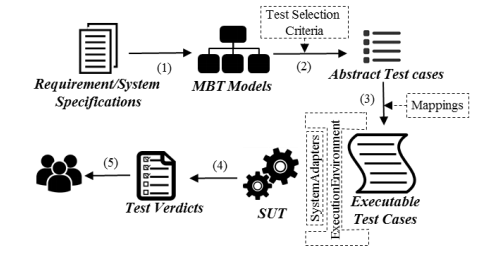 Test Selection
Criteria
(1)
(2)
Requirement/System
Specifications
MBT Models
Abstract Test cases
(3)
Mappings
(5)
(4)
Test Verdicts
SUT
SystemAdapters
ExecutionEnvironment
Executable
Test Cases